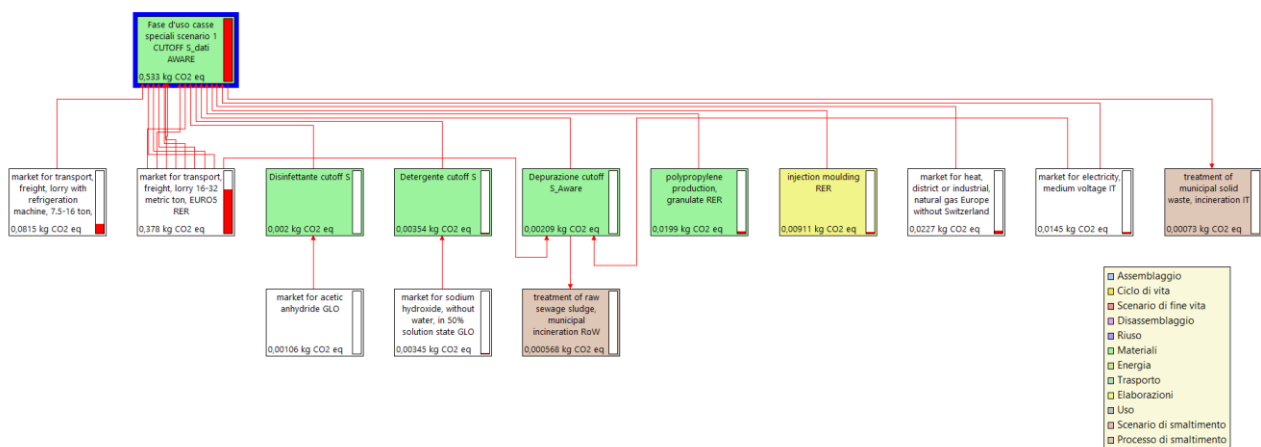 Fase d'uso casse
speciali scenario 1
CUTOFF S_dati
AWARE
0,533 kg CO2 eq
market for transport,
freight, lorry with
refrigeration
machine, 7.5-16 ton,
0,0815 kg CO2 eq
market for transport,
freight, lorry 16-32
metric ton, EURO5
RER
0,378 kg CO2 eq
Disinfettante cutoff S
0,002 kg CO2 eq
Detergente cutoff S
0,00354 kg CO2 eq
Depurazione cutoff
S_Aware
0,00209 kg CO2 eq
polypropylene
production,
granulate RER
0,0199 kg CO2 eq
injection moulding
RER
0,00911 kg CO2 eq
market for heat,
district or industrial,
natural gas Europe
without Switzerland
0,0227 kg CO2 eq
market for electricity,
medium voltage IT
0,0145 kg CO2 eq
treatment of
municipal solid
waste, incineration IT
0,00073 kg CO2 eq
market for acetic
anhydride GLO
0,00106 kg CO2 eq
market for sodium
hydroxide, without
water, in 50%
solution state GLO
0,00345 kg CO2 eq
treatment of raw
sewage sludge,
municipal
incineration RoW
0,000568 kg CO2 eq
Assemblaggio
Ciclo di vita
Scenario di fine vita
Disassemblaggio
Riuso
Materiali
Energia
Trasporto
Elaborazioni
Uso
Scenario di smaltimento
Processo di smaltimento